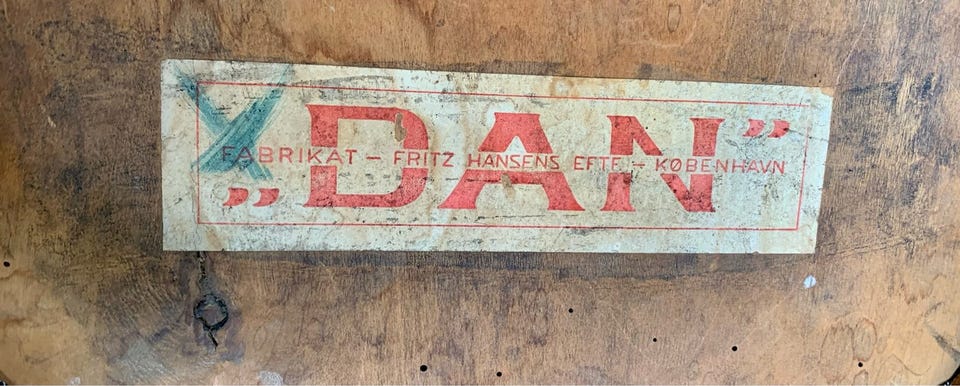 „DAN”
FABRIKAT – FRITZ HANSENS EFTF. – KØBENHAVN